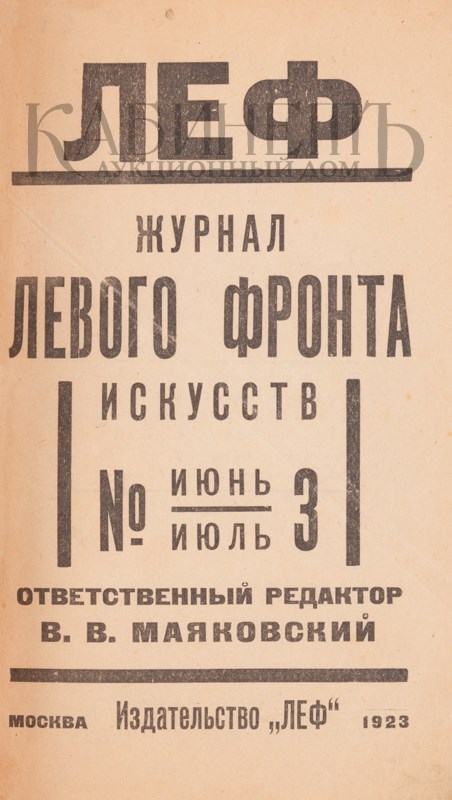 ЛЕФ
КАБИНЕТЪ
АУКЦИОННЫЙ ДОМ
ЖУРНАЛ
ЛЕВОГО ФРОНТА
ИСКУССТВ
№ ИЮНЬ ИЮЛЬ 3
ОТВЕТСТВЕННЫЙ РЕДАКТОР
В. В. МАЯКОВСКИЙ
МОСКВА Издательство „ЛЕФ“ 1923